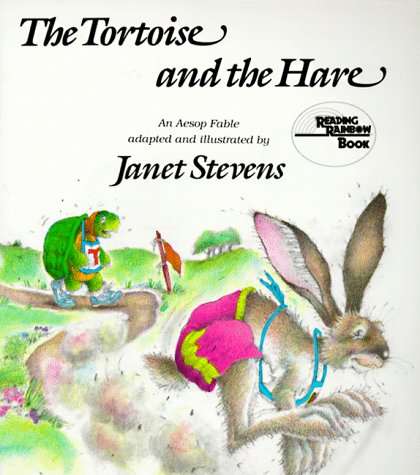 The Tortoise
and the Hare
An Aesop Fable
adapted and illustrated by
Janet Stevens
READING
RAINBOW
BOOK
T